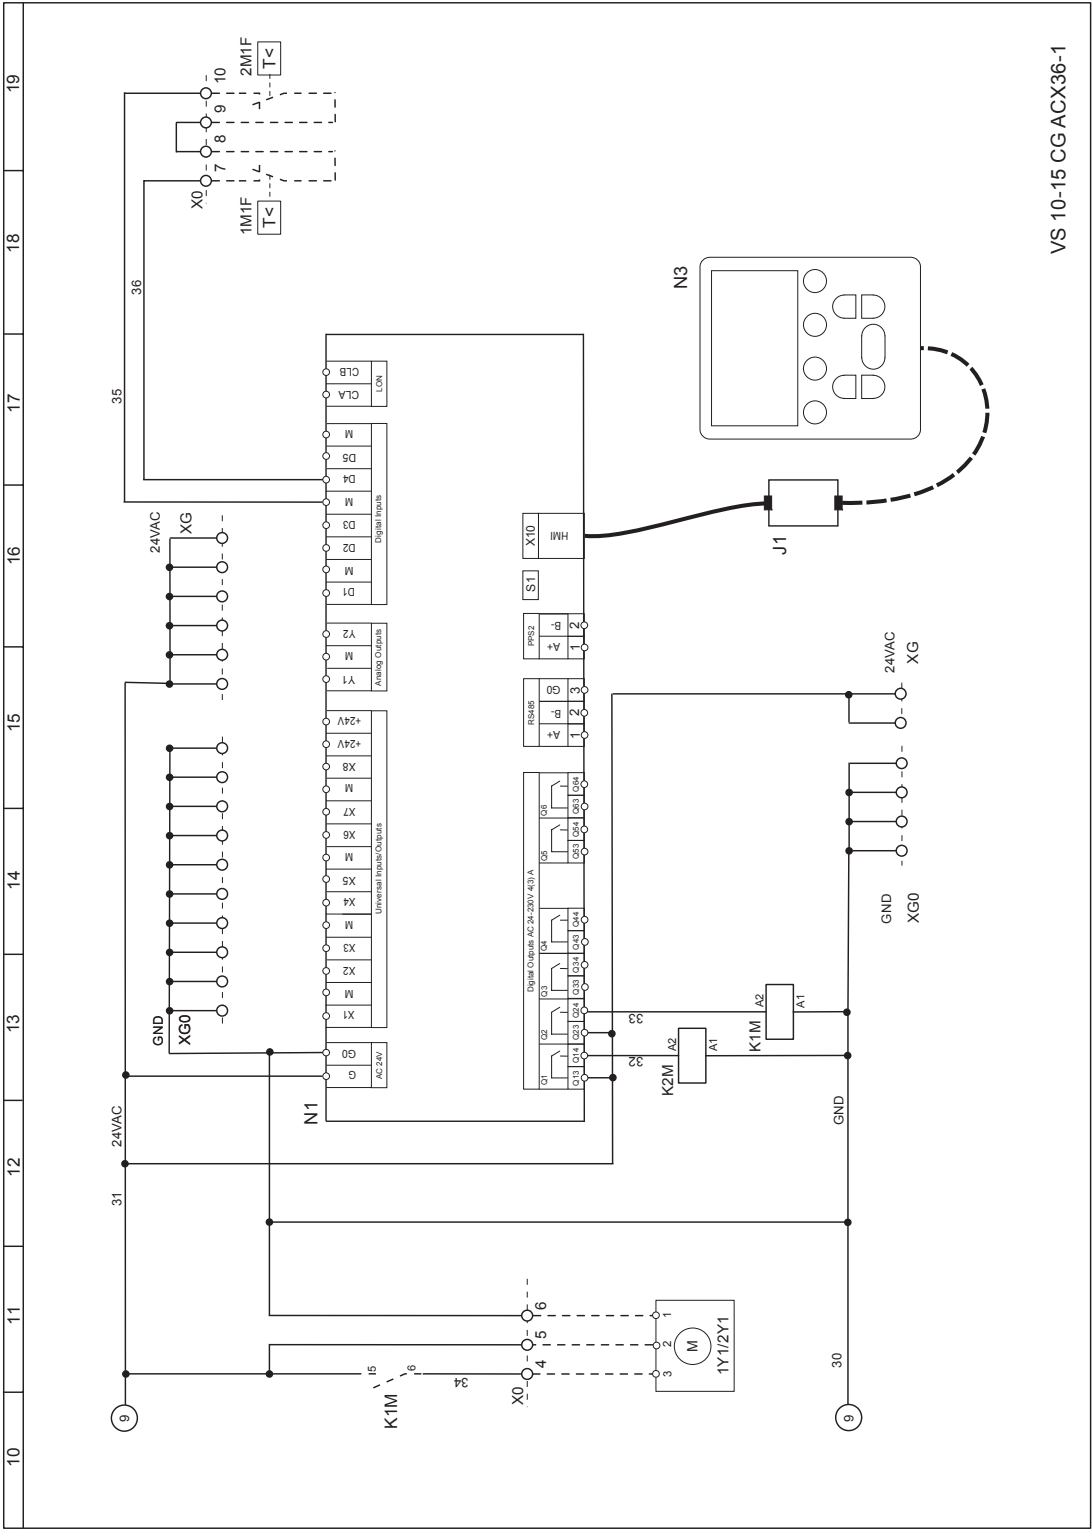 10 11 12 13 14 15 16 17 18 19
9
31
24VAC
35
36
GND
XG0
24VAC
XG
X0
7 8 9 10
1M1F
T<
2M1F
T<
N1
G G0
AC 24V
X1 M X2 X3 M X4 X5 M X6 X7 M X8 +24V +24V
Universal Inputs/Outputs
Y1 M Y2
Analog Outputs
D1 M D2 D3 M D4 D5 M
Digital Inputs
CLA CLB
LON
Digital Outputs AC 24-230V 4(3) A
Q1 Q2 Q3 Q4 Q5 Q6
Q13 Q14 Q23 Q24 Q33 Q34 Q43 Q44 Q53 Q54 Q63 Q64
RS485
A+ B- G0
1 2 3
PPS2
A+ B-
1 2
S1
X10
HMI
K1M
5 6
34
X0
4 5 6
3 2 1
M
1Y1/2Y1
32
33
K2M
A2
A1
K1M
A2
A1
J1
N3
9
30
GND
GND
XG0
24VAC
XG
VS 10-15 CG ACX36-1